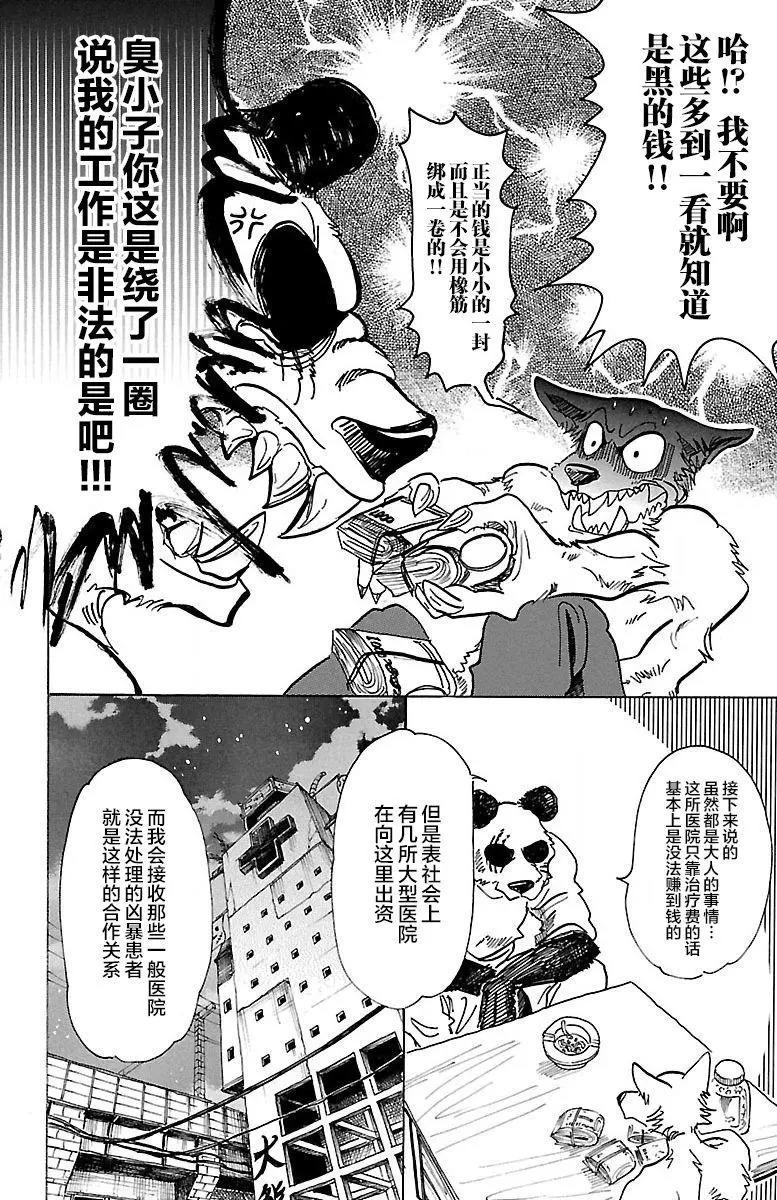 哈!? 我不要啊
这些多到一看就知道
是黑的钱!!
正当的钱是小小的一封
而且是不会用橡筋
绑成一卷的!!
臭小子你这是绕了一圈
说我的工作是非法的是吧!!!
接下来说的
虽然都是大人的事情…
这所医院只靠治疗费的话
基本上是没法赚到钱的
但是表社会上
有几所大型医院
在向这里出资
而我会接收那些一般医院
没法处理的凶暴患者
就是这样的合作关系